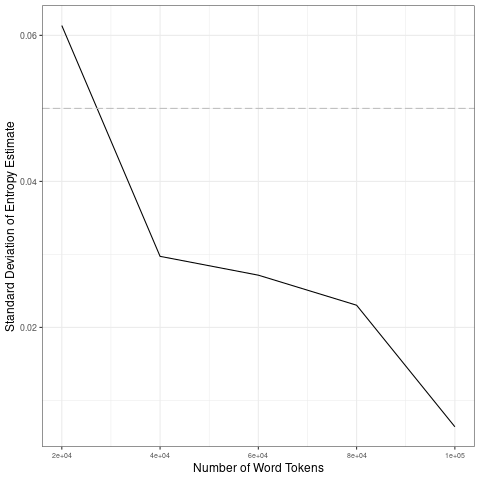 Standard Deviation of Entropy Estimate
0.06
0.04
0.02
2e+04 4e+04 6e+04 8e+04 1e+05
Number of Word Tokens